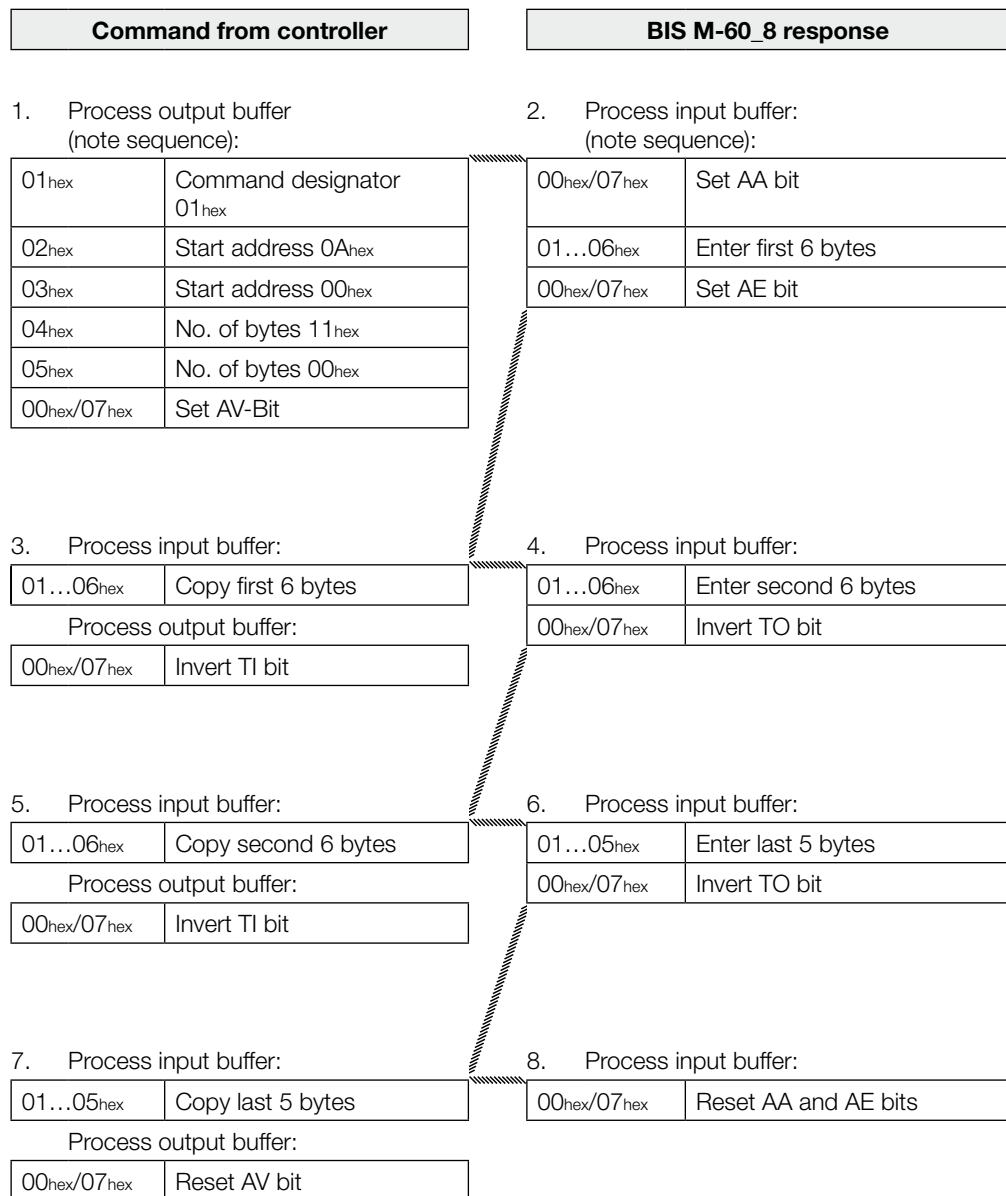 Command from controller
BIS M-60_8 response
1. Process output buffer
(note sequence):
2. Process input buffer:
(note sequence):
01hex Command designator
01hex
02hex Start address 0Ahex
03hex Start address 00hex
04hex No. of bytes 11hex
05hex No. of bytes 00hex
00hex/07hex Set AV-Bit
00hex/07hex Set AA bit
01…06hex Enter first 6 bytes
00hex/07hex Set AE bit
3. Process input buffer:
01…06hex Copy first 6 bytes
Process output buffer:
00hex/07hex Invert TI bit
4. Process input buffer:
01…06hex Enter second 6 bytes
00hex/07hex Invert TO bit
5. Process input buffer:
01…06hex Copy second 6 bytes
Process output buffer:
00hex/07hex Invert TI bit
6. Process input buffer:
01…05hex Enter last 5 bytes
00hex/07hex Invert TO bit
7. Process input buffer:
01…05hex Copy last 5 bytes
Process output buffer:
00hex/07hex Reset AV bit
8. Process input buffer:
00hex/07hex Reset AA and AE bits